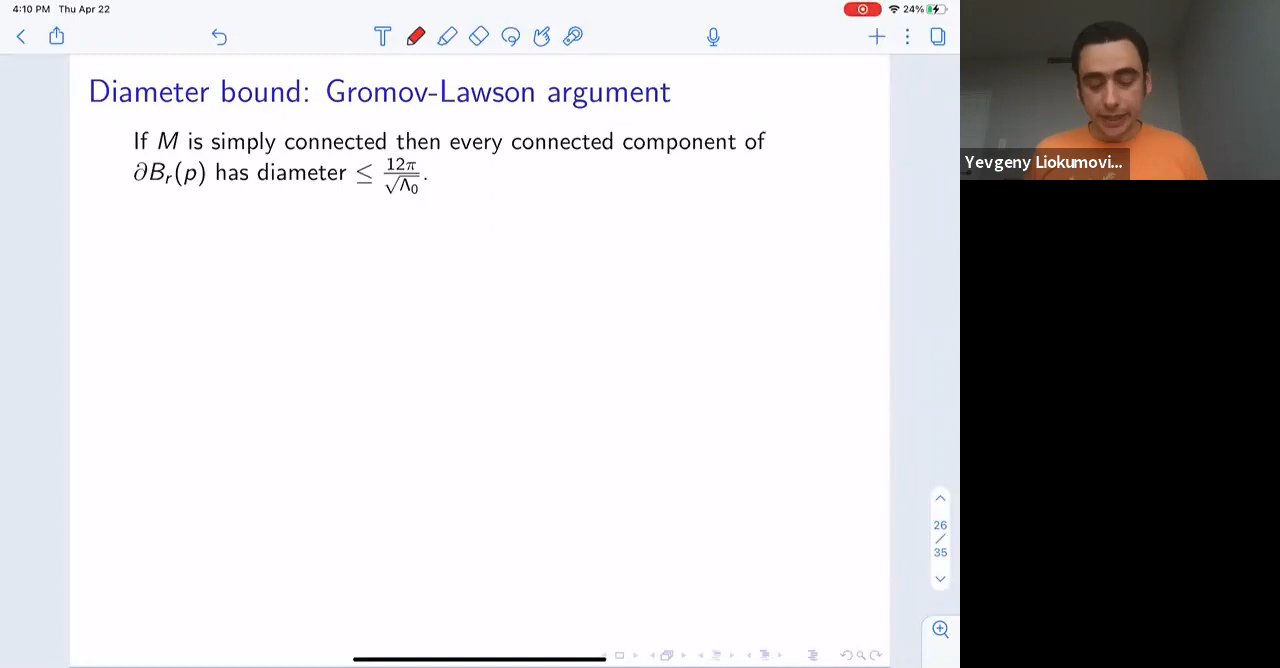 4:10 PM Thu Apr 22
24%
Diameter bound: Gromov-Lawson argument
If M is simply connected then every connected component of
∂Bᵣ(p) has diameter ≤ 12π/√Λ₀.
Yevgeny Liokumovi...
26
/
35